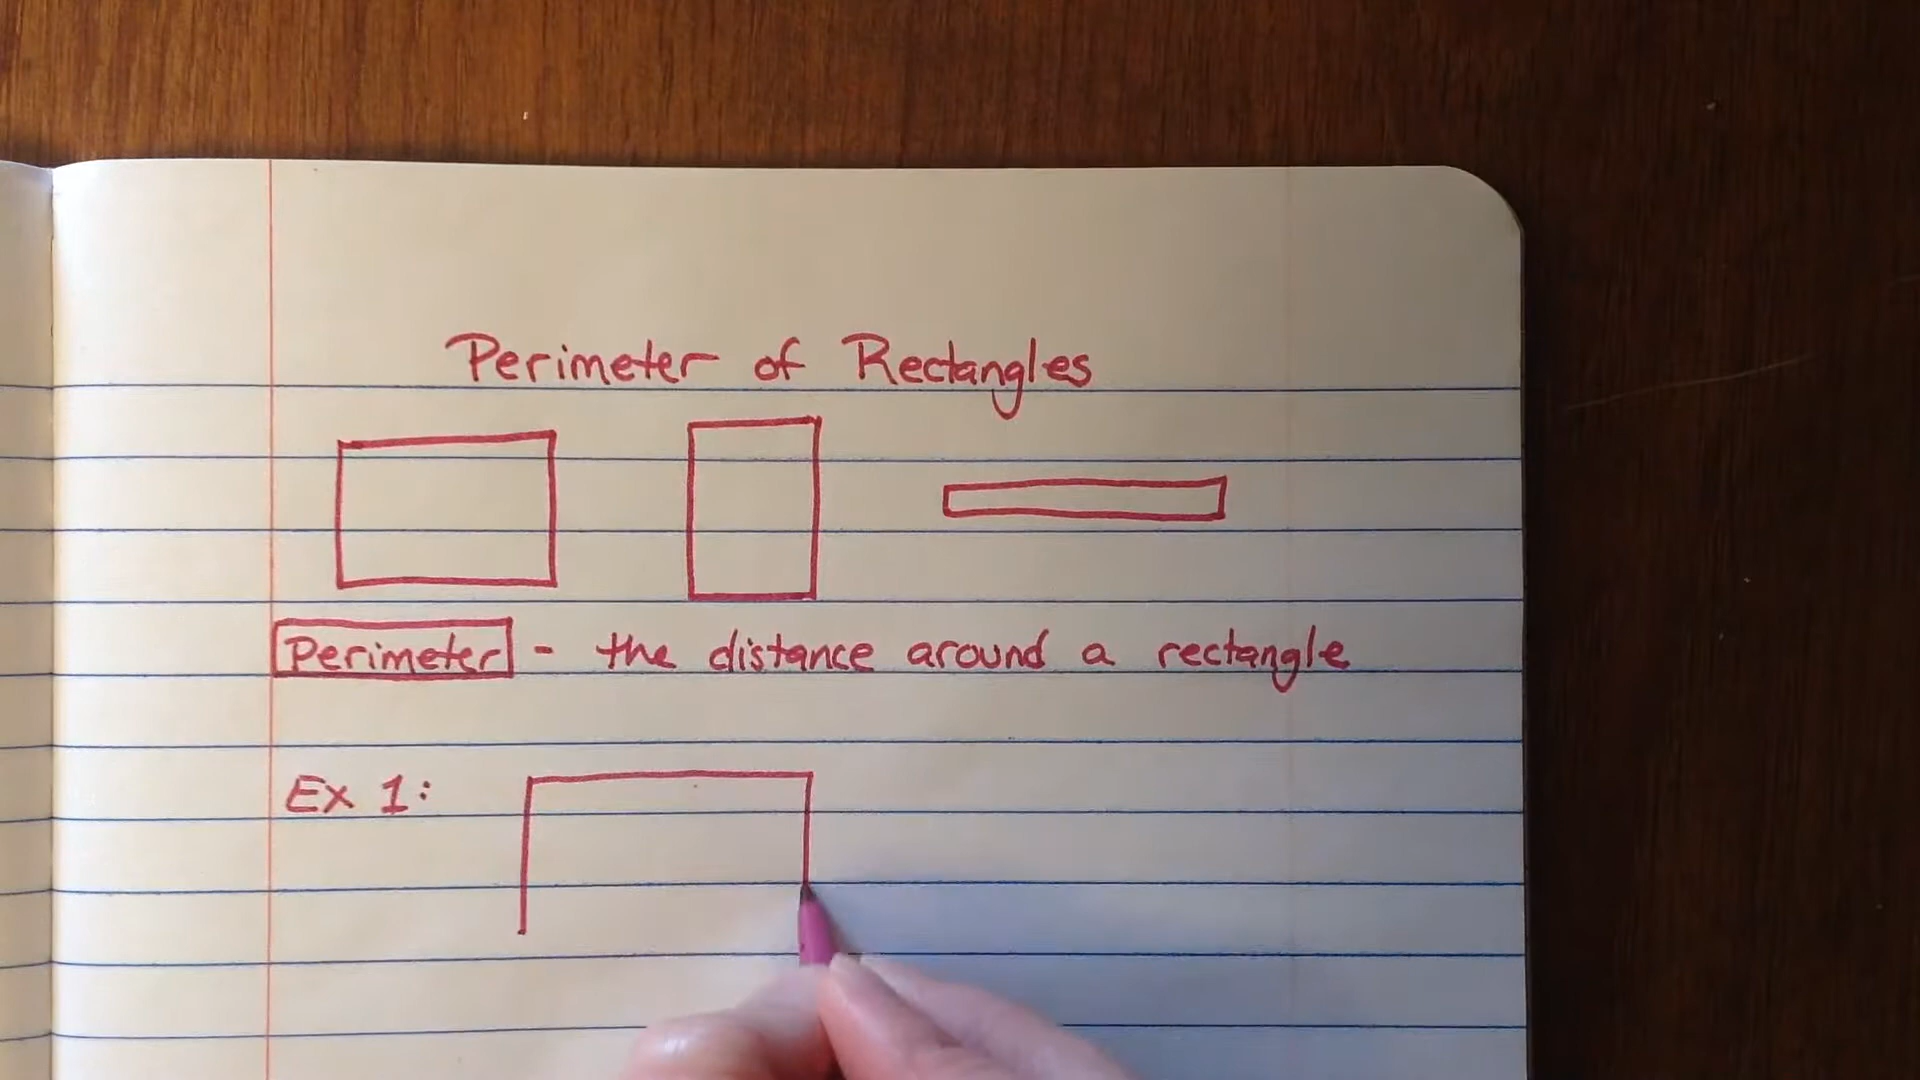 Perimeter of Rectangles
Perimeter - the distance around a rectangle
Ex 1: